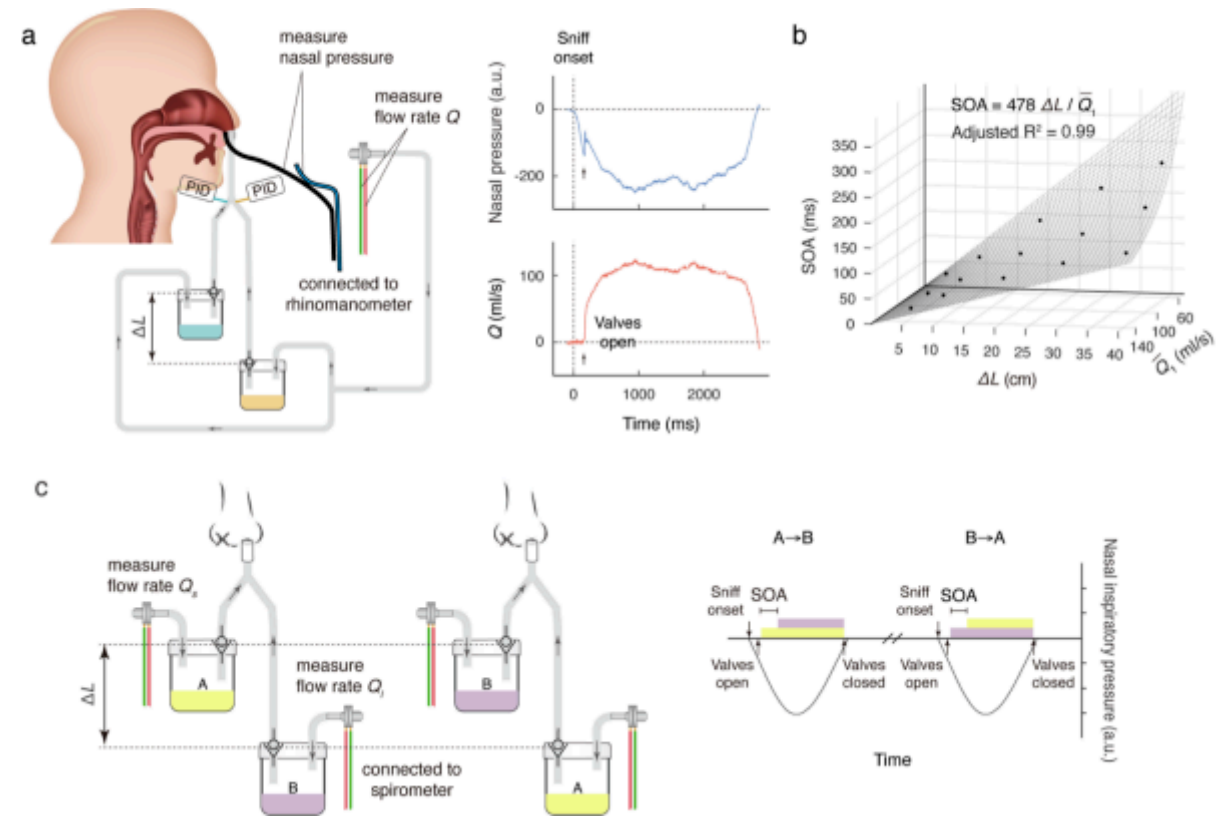 a
measure
nasal pressure
measure
flow rate Q
PID
PID
connected to
rhinomanometer
ΔL
Sniff
onset
Nasal pressure (a.u.)
0
-200
Q (ml/s)
100
0
Valves
open
0
1000
2000
Time (ms)
b
SOA = 478 ΔL / Q̅₁
Adjusted R² = 0.99
SOA (ms)
350
300
250
200
150
100
50
0
5
10
15
20
25
30
35
40
ΔL (cm)
140
100
60
Q̅₁ (ml/s)
c
measure
flow rate Qₛ
measure
flow rate Qₗ
ΔL
A
B
B
A
connected to
spirometer
A→B
B→A
Sniff
onset
SOA
Sniff
onset
SOA
Valves
open
Valves
closed
Valves
open
Valves
closed
Time
Nasal inspiratory pressure (a.u.)